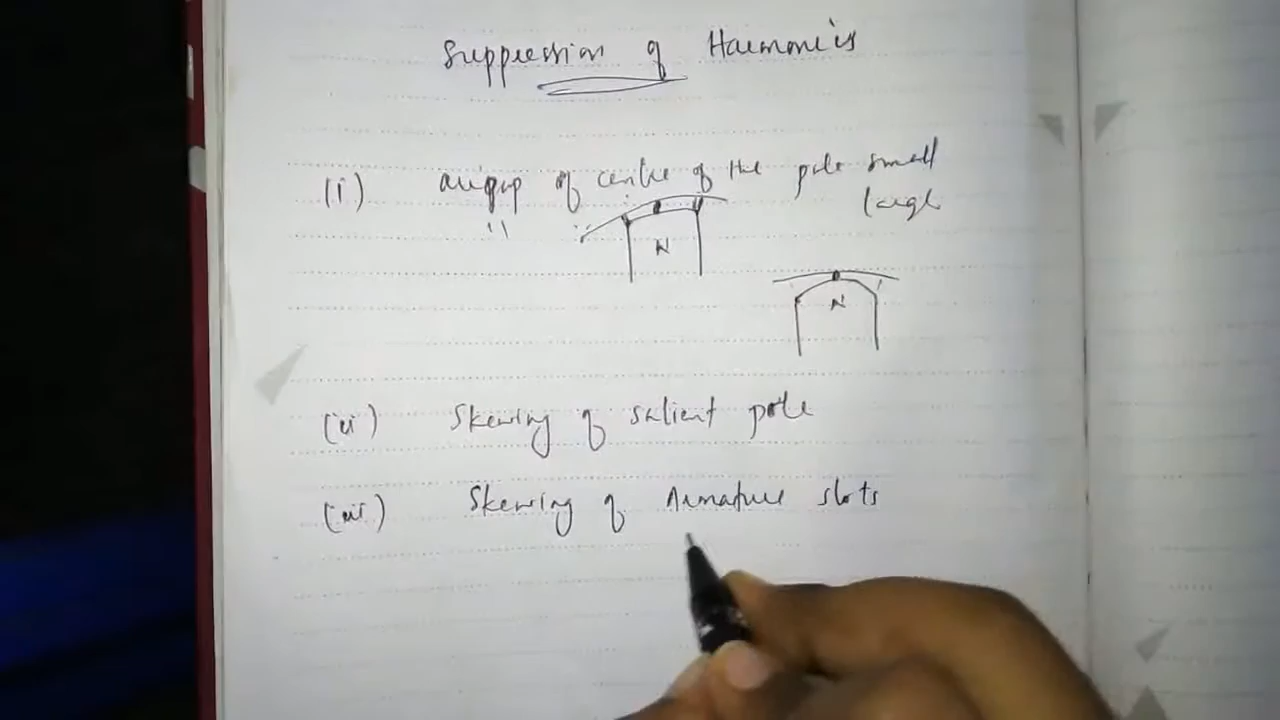 Suppression of Harmonics
(i) airgap of centre of the pole small
" large
N
N
(ii) Skewing of salient pole
(iii) Skewing of Armature slots